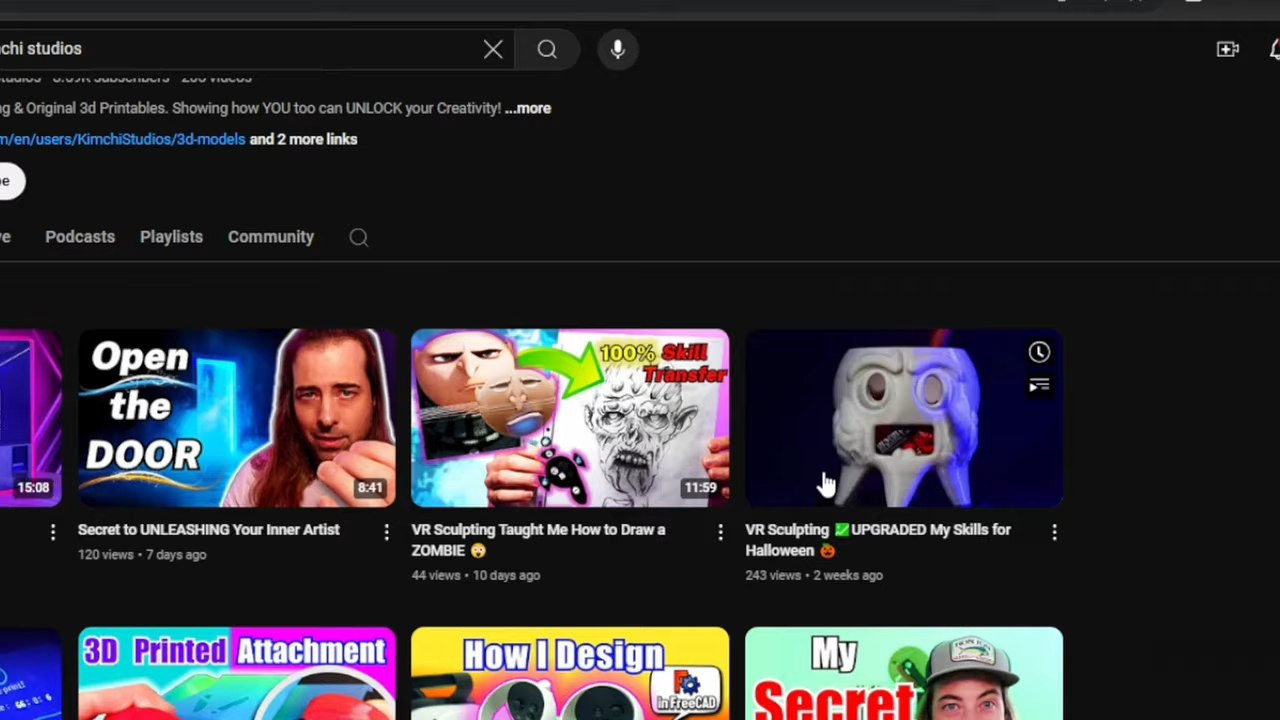 chi studios
ng & Original 3d Printables. Showing how YOU too can UNLOCK your Creativity! ...more
m/en/users/KimchiStudios/3d-models and 2 more links
Podcasts
Playlists
Community
15:08
Open
the
DOOR
8:41
100% Skill
Transfer
11:59
Secret to UNLEASHING Your Inner Artist
120 views • 7 days ago
VR Sculpting Taught Me How to Draw a
ZOMBIE 😳
44 views • 10 days ago
VR Sculpting 💹UPGRADED My Skills for
Halloween 🎃
243 views • 2 weeks ago
3D Printed Attachment
How I Design
in FreeCAD
My
Secret